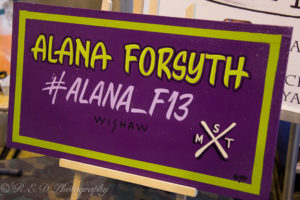 ALANA FORSYTH
#ALANA_F13
WISHAW
S
M T
© R.E.D Photography